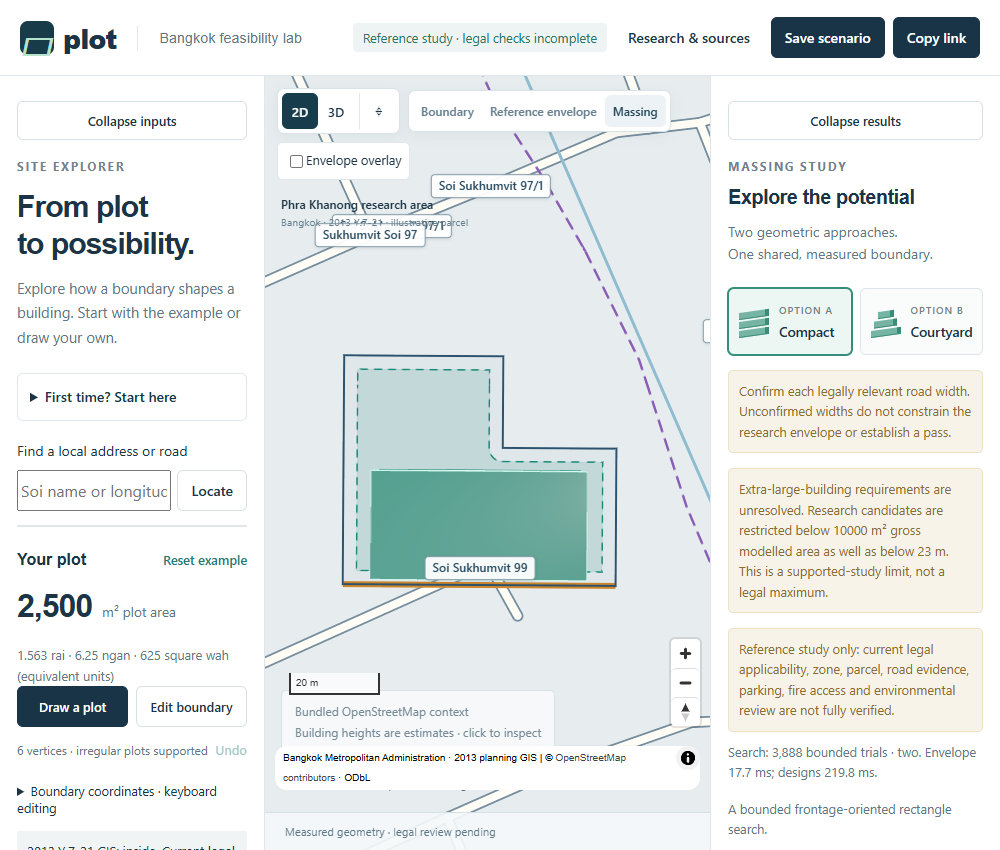 plot
Bangkok feasibility lab
Reference study · legal checks incomplete
Research & sources
Save scenario
Copy link
Collapse inputs
SITE EXPLORER
From plot
to possibility.
Explore how a boundary shapes a
building. Start with the example or
draw your own.
First time? Start here
Find a local address or road
Soi name or longituc
Locate
Your plot
Reset example
2,500 m² plot area
1.563 rai · 6.25 ngan · 625 square wah
(equivalent units)
Draw a plot
Edit boundary
6 vertices · irregular plots supported
Undo
Boundary coordinates · keyboard
editing
2D
3D
Boundary
Requested envelope
Massing
Envelope overlay
Soi Sukhumvit 97/1
Phra Khanong research area
Sukhumvit Soi 97
Soi Sukhumvit 99
20 m
Bundled OpenStreetMap context
Building heights are estimates · click to inspect
Bangkok Metropolitan Administration · 2013 planning GIS | © OpenStreetMap
contributors · ODbL
Measured geometry · legal review pending
Collapse results
MASSING STUDY
Explore the potential
Two geometric approaches.
One shared, measured boundary.
OPTION A
Compact
OPTION B
Courtyard
Confirm each legally relevant road width.
Unconfirmed widths do not constrain the
research envelope or establish a pass.
Extra-large-building requirements are
unresolved. Research candidates are
restricted below 10000 m² gross
modelled area as well as below 23 m.
This is a supported-study limit, not a
legal maximum.
Reference study only: current legal
applicability, zone, parcel, road evidence,
parking, fire access and environmental
review are not fully verified.
Search: 3,888 bounded trials · two. Envelope
17.7 ms; designs 219.8 ms.
A bounded frontage-oriented rectangle
search.